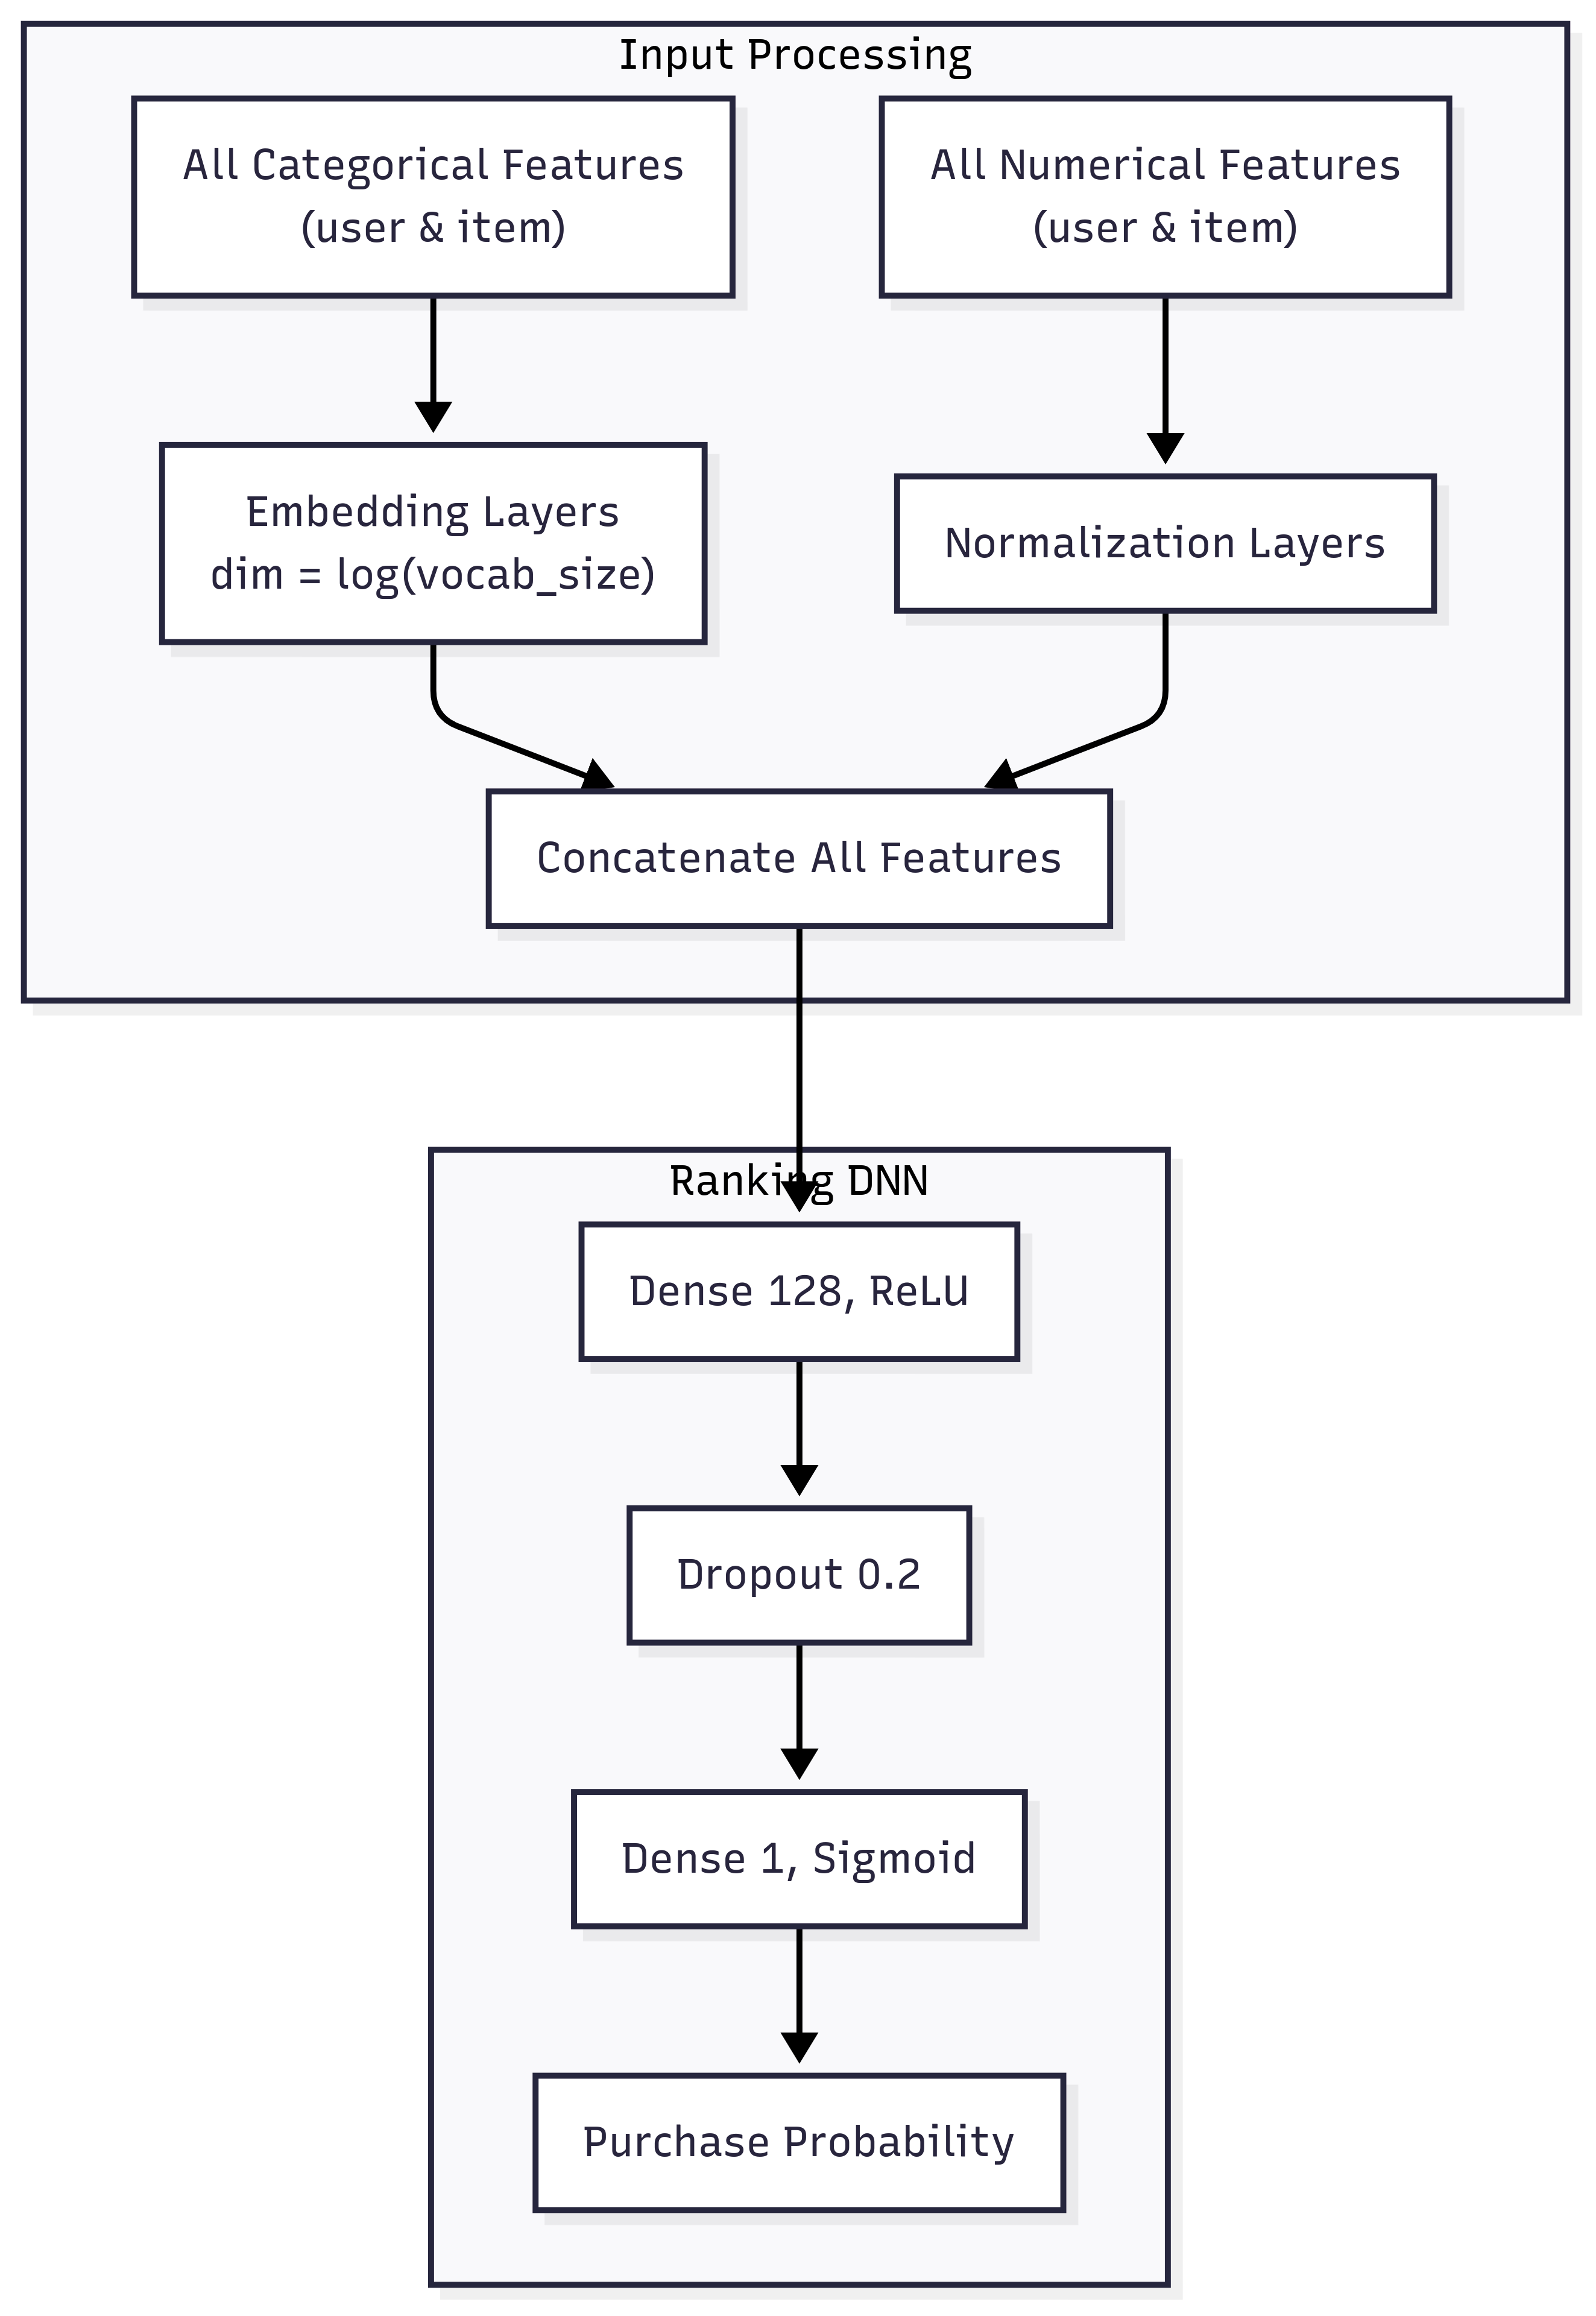 Input Processing
All Categorical Features
(user & item)
All Numerical Features
(user & item)
Embedding Layers
dim = log(vocab_size)
Normalization Layers
Concatenate All Features
Ranking DNN
Dense 128, ReLU
Dropout 0.2
Dense 1, Sigmoid
Purchase Probability